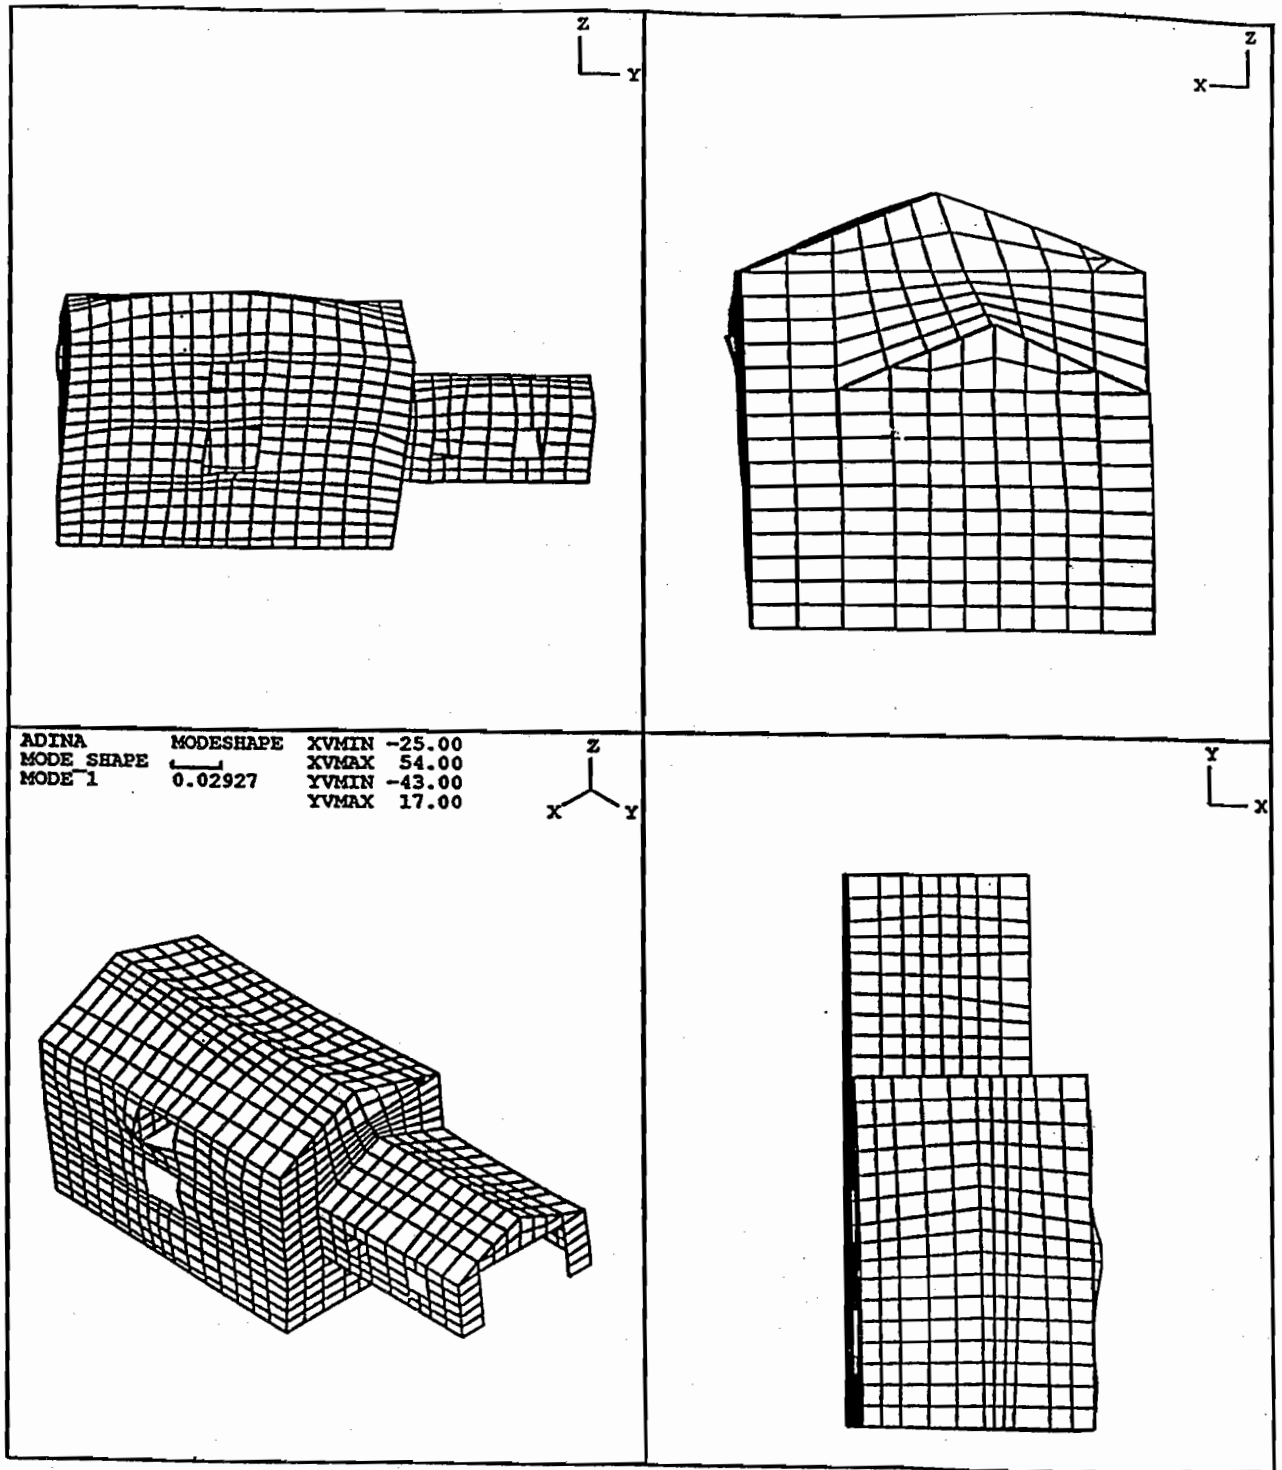 Z
Y
Z
X
ADINA MODESHAPE XVMIN -25.00
MODE_SHAPE XVMAX 54.00
MODE 1 0.02927 YVMIN -43.00
YVMAX 17.00
Z
X Y
Y
X